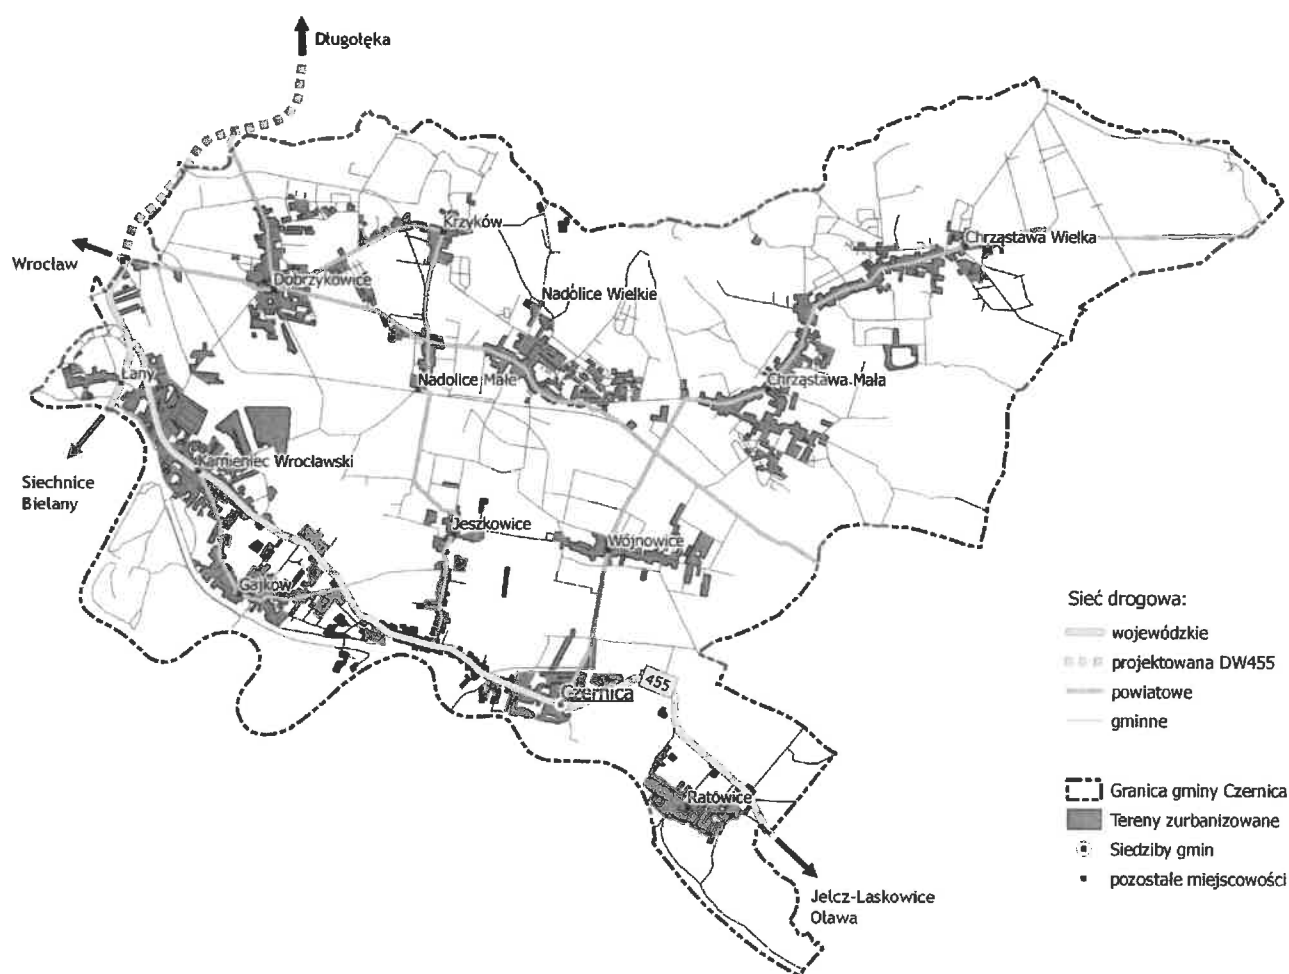 Długołęka
Krzyków
Chrząstawa Wielka
Wrocław
Dobrzykowice
Nadolice Wielkie
Łany
Nadolice Małe
Chrząstawa Mała
Kamieniec Wrocławski
Siechnice
Bielany
Jeszkowice
Wojnowice
Gajków
Sieć drogowa:
wojewódzkie
projektowana DW455
powiatowe
gminne
455
Czernica
Ratowice
Granica gminy Czernica
Tereny zurbanizowane
Siedziby gmin
pozostałe miejscowości
Jelcz-Laskowice
Oława